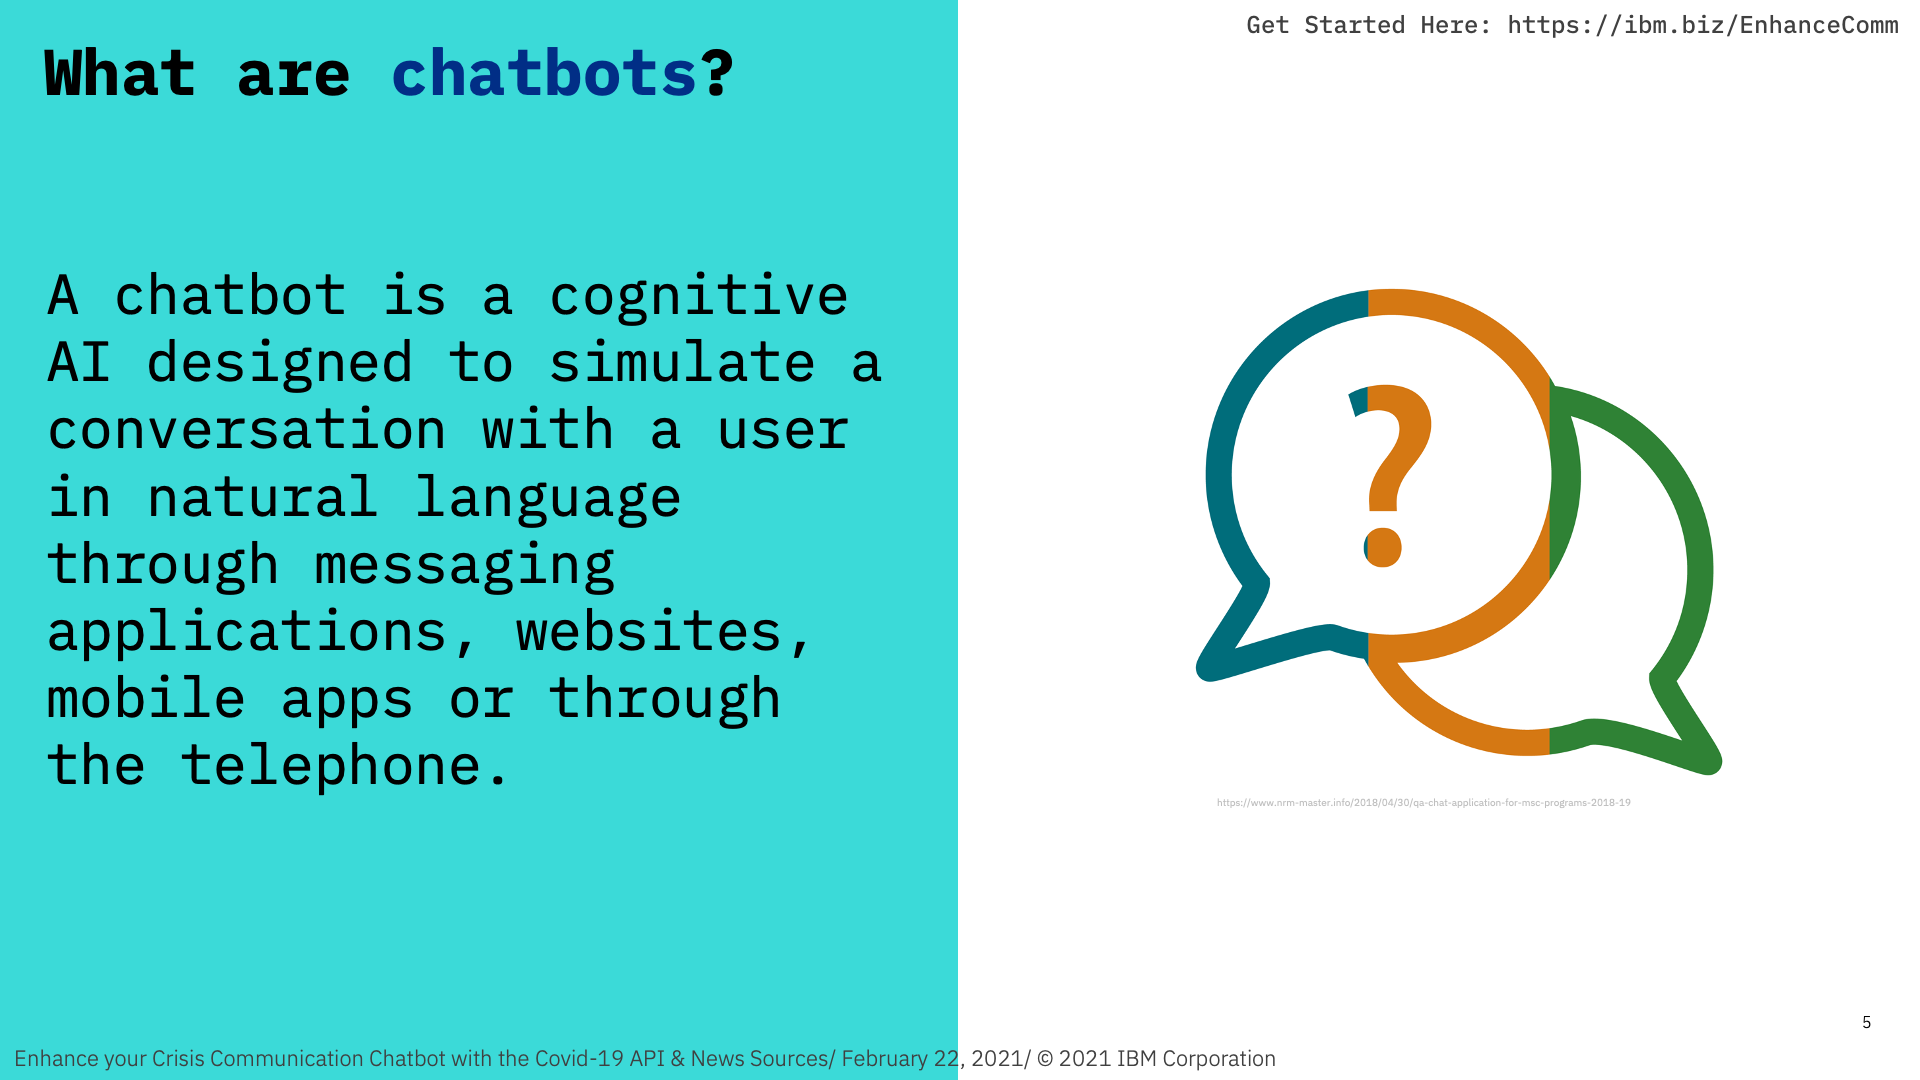 Get Started Here: https://ibm.biz/EnhanceComm
What are chatbots?
A chatbot is a cognitive
AI designed to simulate a
conversation with a user
in natural language
through messaging
applications, websites,
mobile apps or through
the telephone.
?
https://www.nrm-master.info/2018/04/30/qa-chat-application-for-msc-programs-2018-19
5
Enhance your Crisis Communication Chatbot with the Covid-19 API & News Sources/ February 22, 2021/ © 2021 IBM Corporation